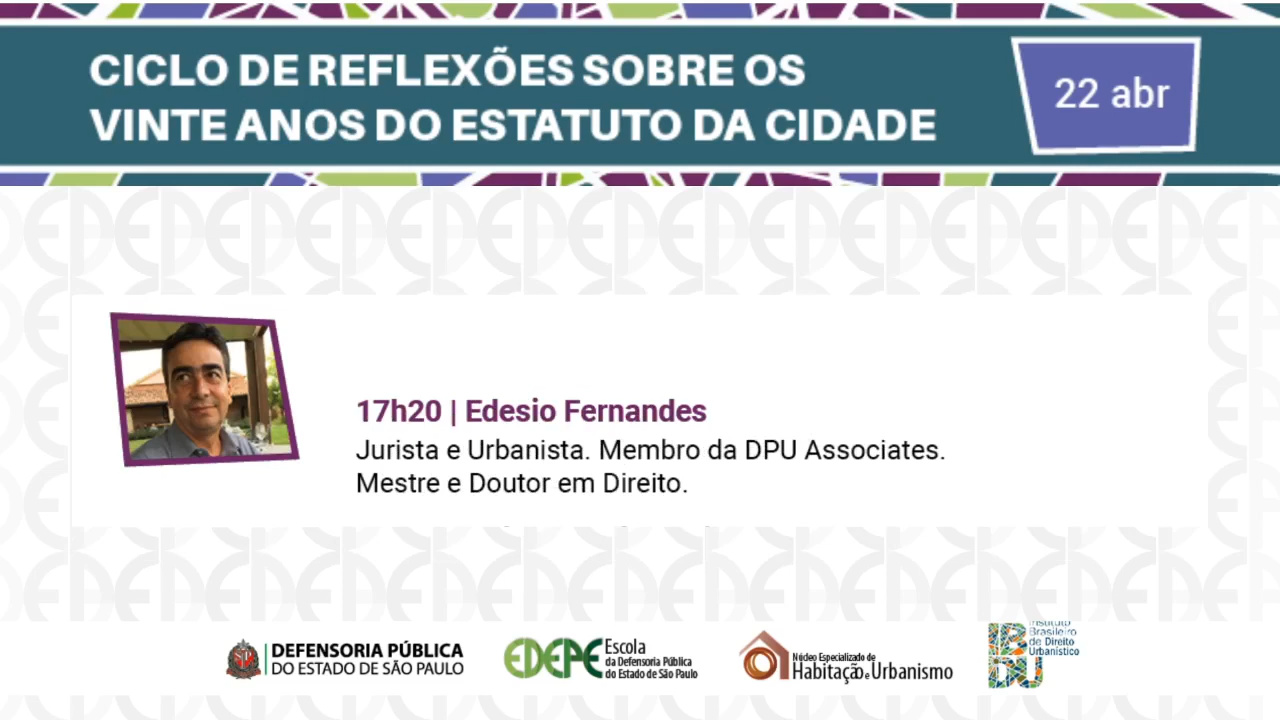 CICLO DE REFLEXÕES SOBRE OS
VINTE ANOS DO ESTATUTO DA CIDADE
22 abr
17h20 | Edesio Fernandes
Jurista e Urbanista. Membro da DPU Associates.
Mestre e Doutor em Direito.
DEFENSORIA PÚBLICA
DO ESTADO DE SÃO PAULO
EDEPE
Escola
da Defensoria Pública
do Estado de São Paulo
Núcleo Especializado de
Habitação e Urbanismo
IBDU
Instituto
Brasileiro
de Direito
Urbanístico